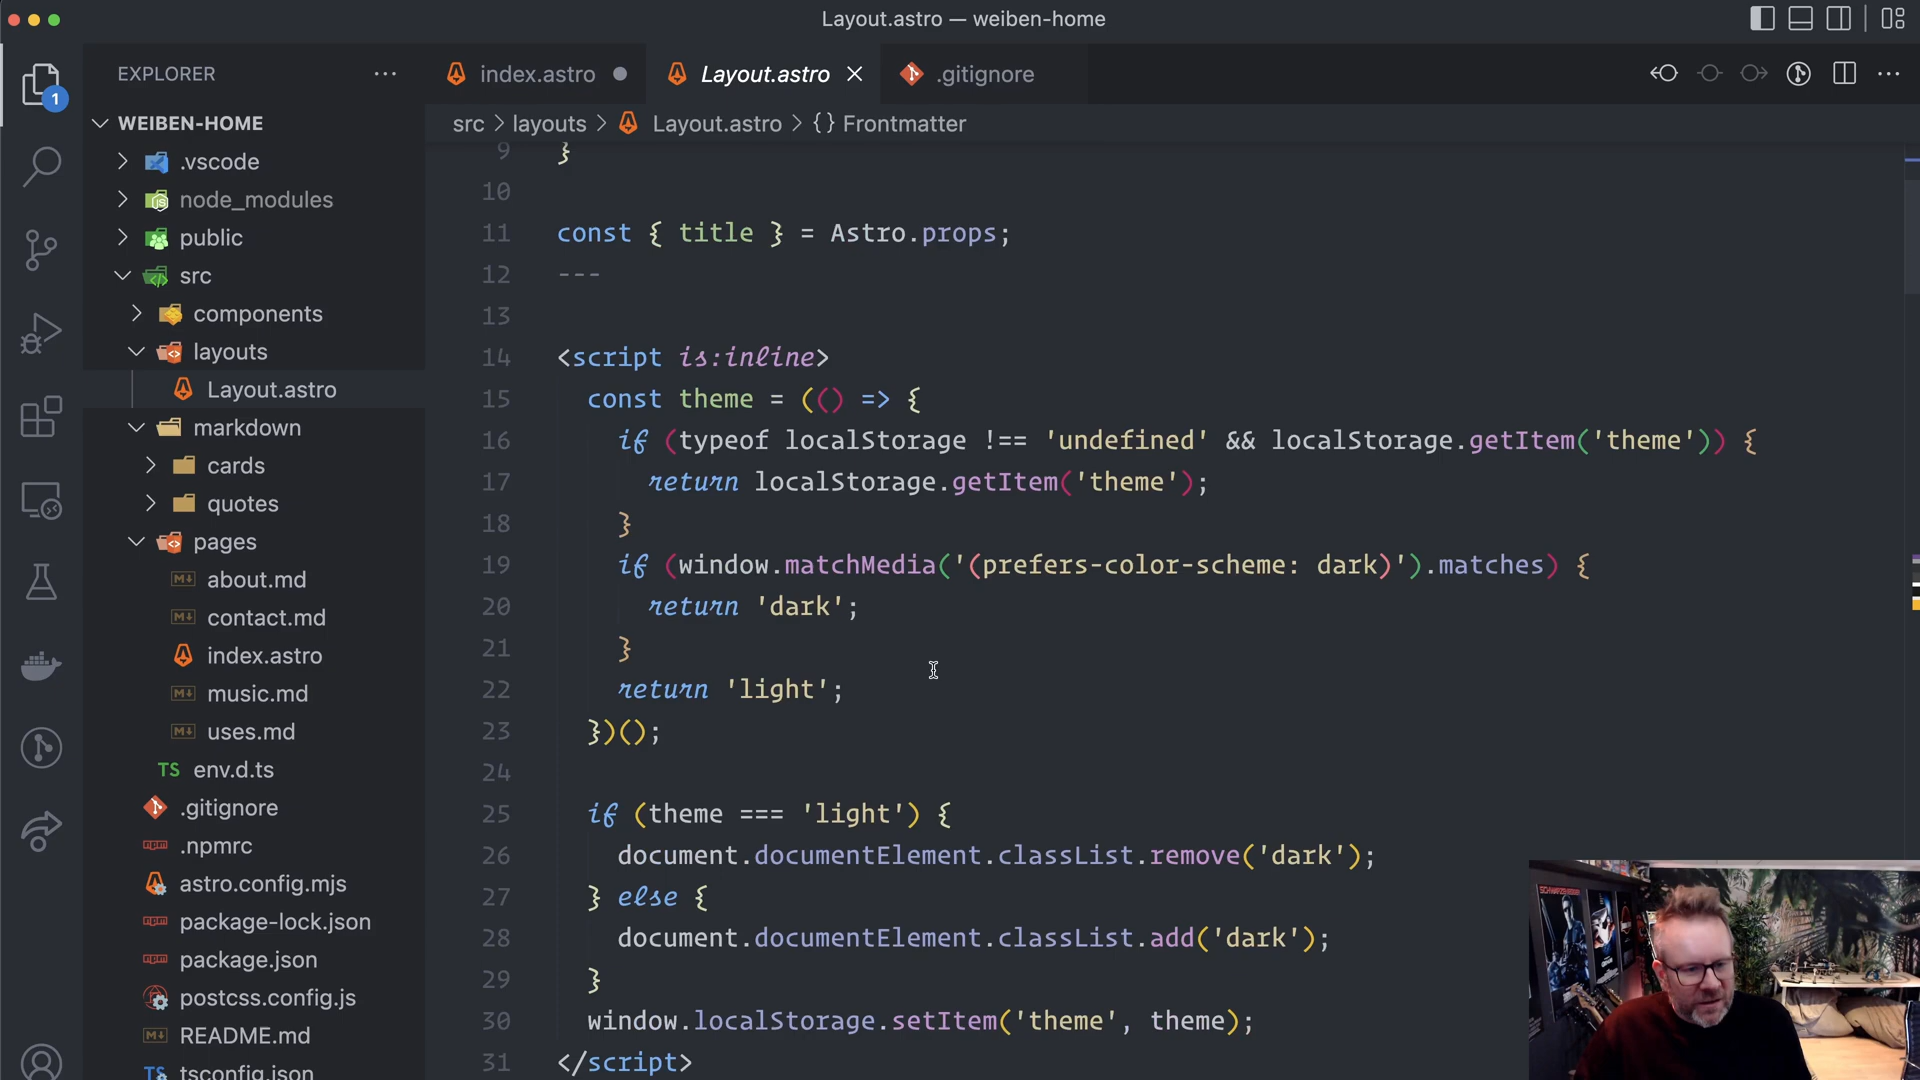 Layout.astro — weiben-home
EXPLORER
1
WEIBEN-HOME
.vscode
node_modules
public
src
components
layouts
Layout.astro
markdown
cards
quotes
pages
about.md
contact.md
index.astro
music.md
uses.md
TS env.d.ts
.gitignore
.npmrc
astro.config.mjs
package-lock.json
package.json
postcss.config.js
README.md
TS tsconfig.json
index.astro
Layout.astro
.gitignore
src > layouts > Layout.astro > {} Frontmatter
9 }
10
11 const { title } = Astro.props;
12 ---
13
14 <script is:inline>
15 const theme = (() => {
16 if (typeof localStorage !== 'undefined' && localStorage.getItem('theme')) {
17 return localStorage.getItem('theme');
18 }
19 if (window.matchMedia('(prefers-color-scheme: dark)').matches) {
20 return 'dark';
21 }
22 return 'light';
23 })();
24
25 if (theme === 'light') {
26 document.documentElement.classList.remove('dark');
27 } else {
28 document.documentElement.classList.add('dark');
29 }
30 window.localStorage.setItem('theme', theme);
31 </script>